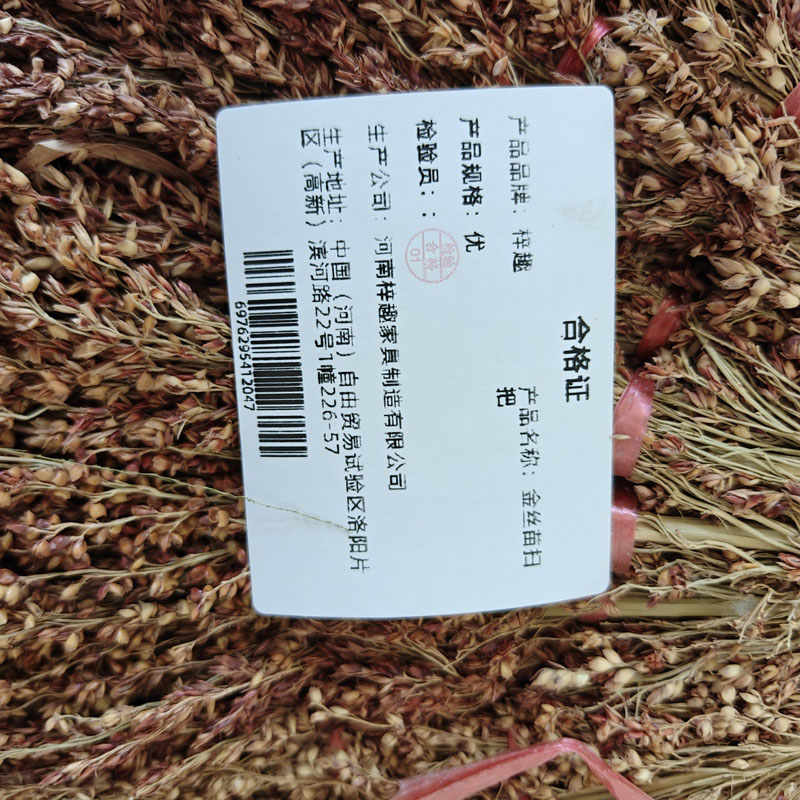 合格证
产品品牌：梓趣
产品名称：金丝苗扫
把
产品规格：优
检验员：：
检验
合格
01
生产公司：河南梓趣家具制造有限公司
生产地址：中国（河南）自由贸易试验区洛阳片
区（高新）滨河路22号1幢226-57
6976295412047